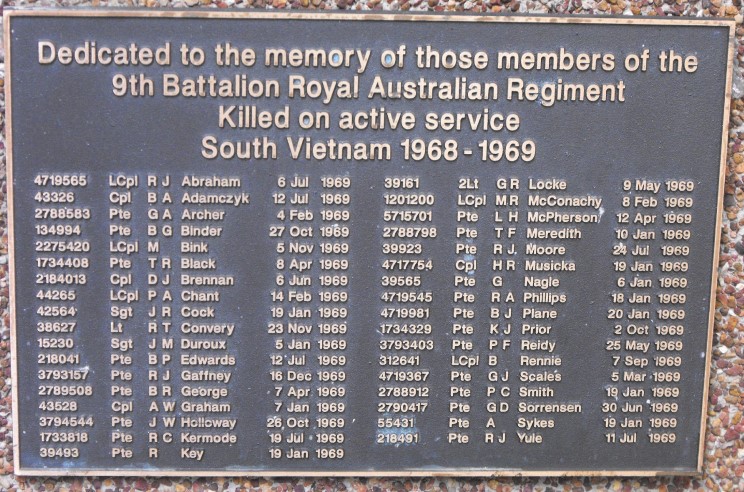 Dedicated to the memory of those members of the
9th Battalion Royal Australian Regiment
Killed on active service
South Vietnam 1968 - 1969
4719565 LCpl R J Abraham 6 Jul 1969
43326 Cpl B A Adamczyk 12 Jul 1969
2788583 Pte G A Archer 4 Feb 1969
134994 Pte B G Binder 27 Oct 1969
2275420 LCpl M Bink 5 Nov 1969
1734408 Pte T R Black 8 Apr 1969
2184013 Cpl D J Brennan 6 Jun 1969
44265 LCpl P A Chant 14 Feb 1969
42564 Sgt J R Cock 19 Jan 1969
38627 Lt R T Convery 23 Nov 1969
15230 Sgt J M Duroux 5 Jan 1969
218041 Pte B P Edwards 12 Jul 1969
3793157 Pte R J Gaffney 16 Dec 1969
2789508 Pte B R George 7 Apr 1969
43528 Cpl A W Graham 7 Jan 1969
3794544 Pte J W Holloway 26 Oct 1969
1733818 Pte R C Kermode 19 Jul 1969
39493 Pte R Key 19 Jan 1969
39161 2Lt G R Locke 9 May 1969
1201200 LCpl M R McConachy 8 Feb 1969
5715701 Pte L H McPherson 12 Apr 1969
2788798 Pte T F Meredith 10 Jan 1969
39923 Pte R J. Moore 24 Jul 1969
4717754 Cpl H R Musicka 19 Jan 1969
39565 Pte G Nagle 6 Jan 1969
4719545 Pte R A Phillips 18 Jan 1969
4719981 Pte B J Plane 20 Jan 1969
1734329 Pte K J Prior 2 Oct 1969
3793403 Pte P F Reidy 25 May 1969
312641 LCpl B Rennie 7 Sep 1969
4719367 Pte G J Scales 5 Mar 1969
2788912 Pte P C Smith 19 Jan 1969
2790417 Pte G D Sorrensen 30 Jun 1969
55431 Pte A Sykes 19 Jan 1969
218491 Pte R J Yule 11 Jul 1969